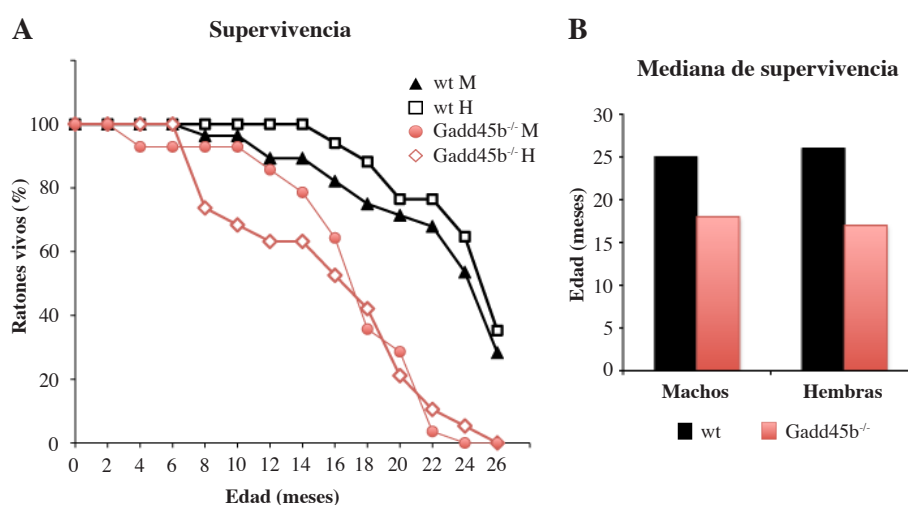 A
Supervivencia
wt M
wt H
Gadd45b-/- M
Gadd45b-/- H
Ratones vivos (%)
100
80
60
40
20
0
0 2 4 6 8 10 12 14 16 18 20 22 24 26
Edad (meses)
B
Mediana de supervivencia
Edad (meses)
30
25
20
15
10
5
0
Machos Hembras
wt Gadd45b-/-